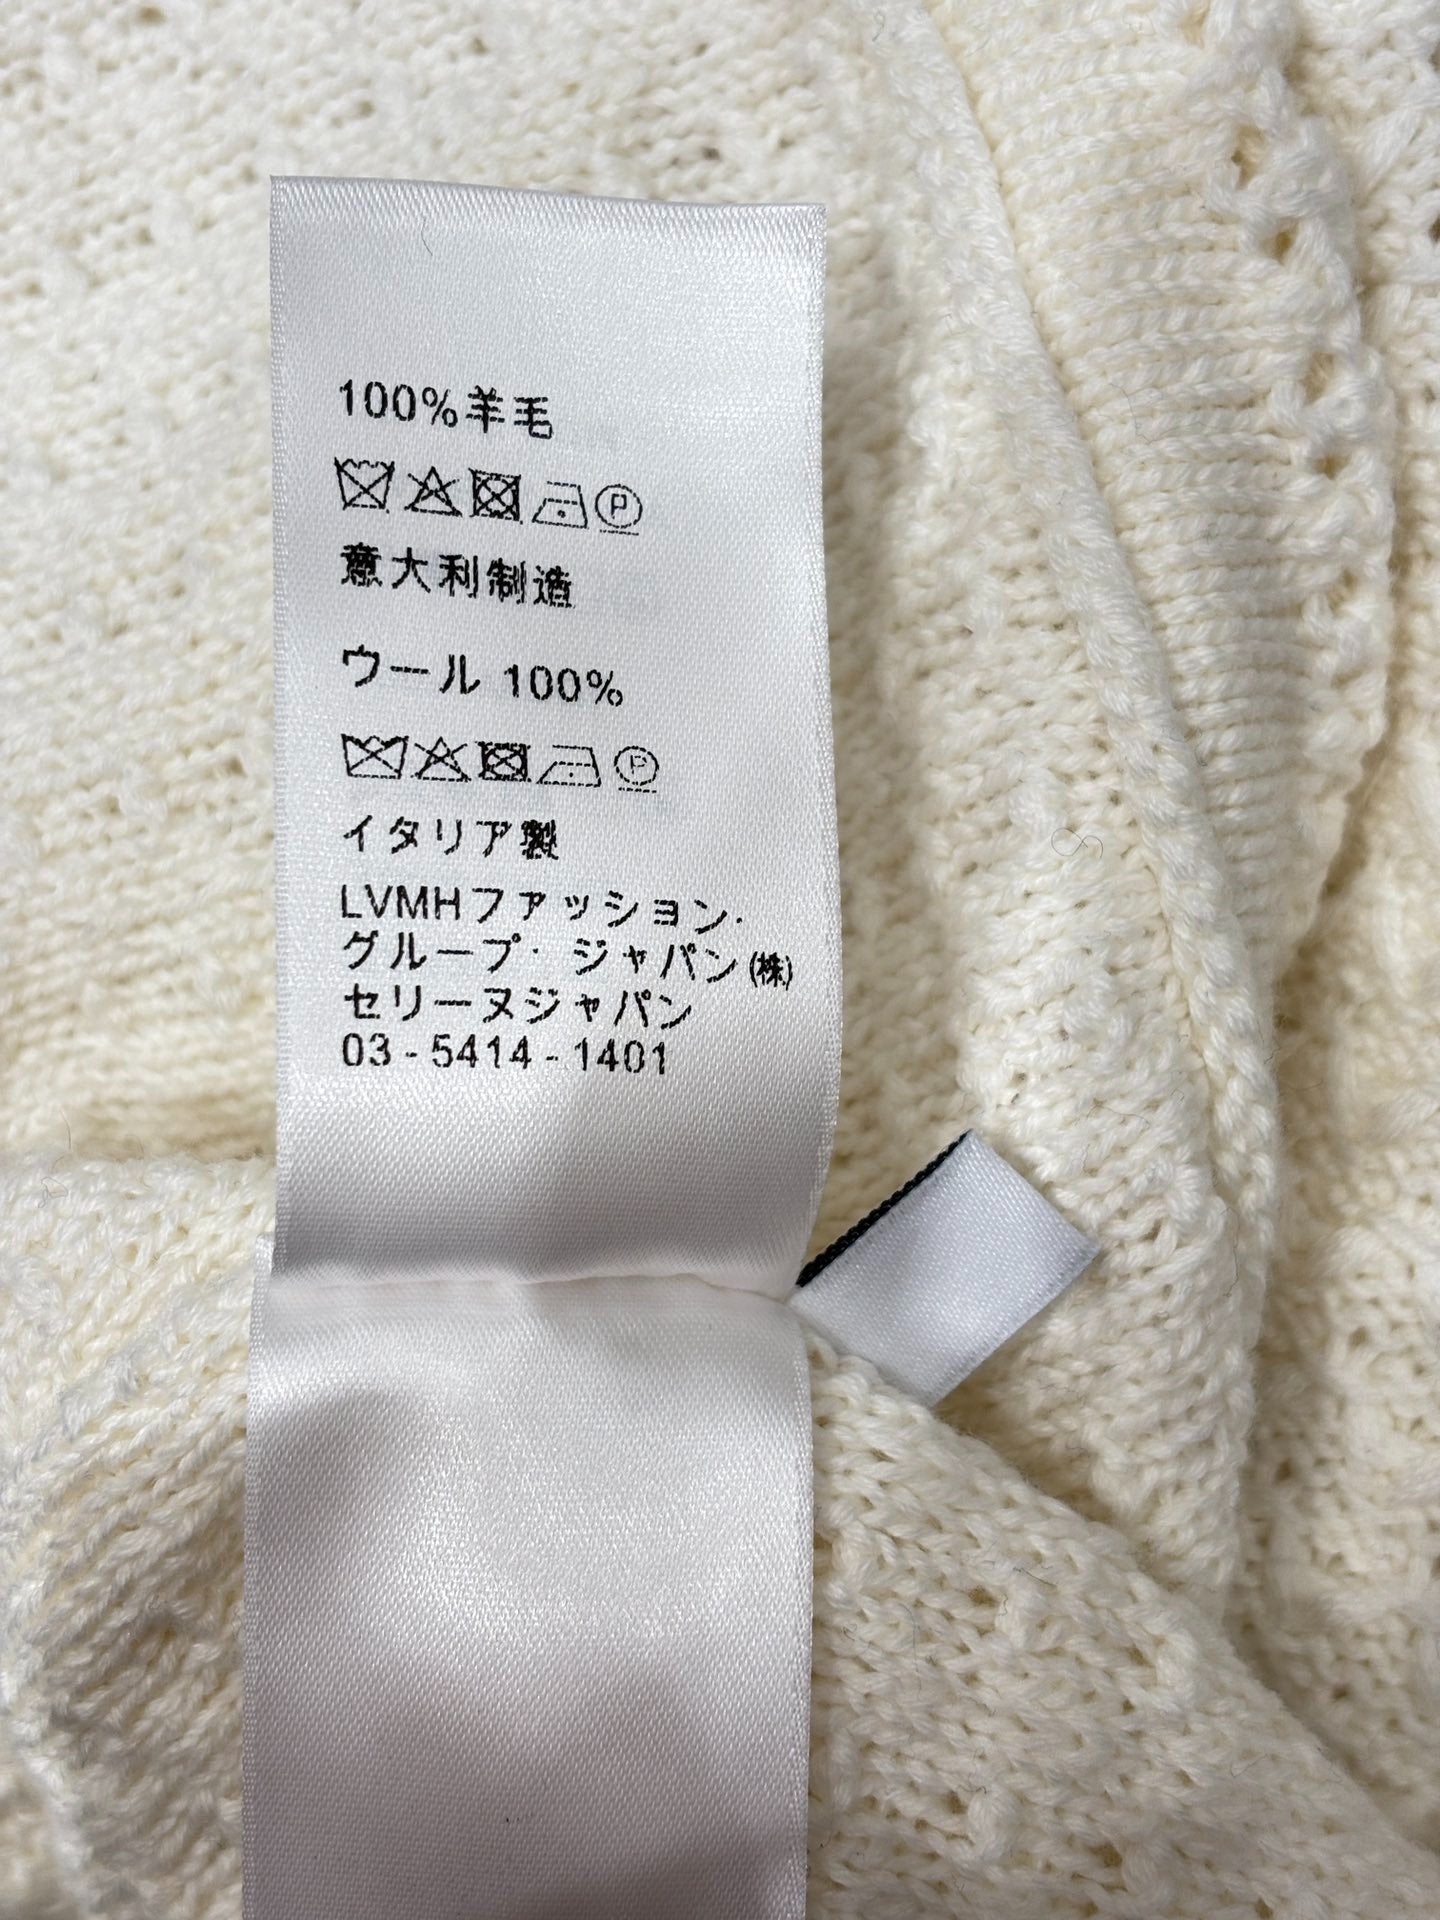 100%羊毛
P
意大利制造
ウール 100%
P
イタリア製
LVMHファッション·
グループ· ジャパン(株)
セリーヌジャパン
03-5414-1401